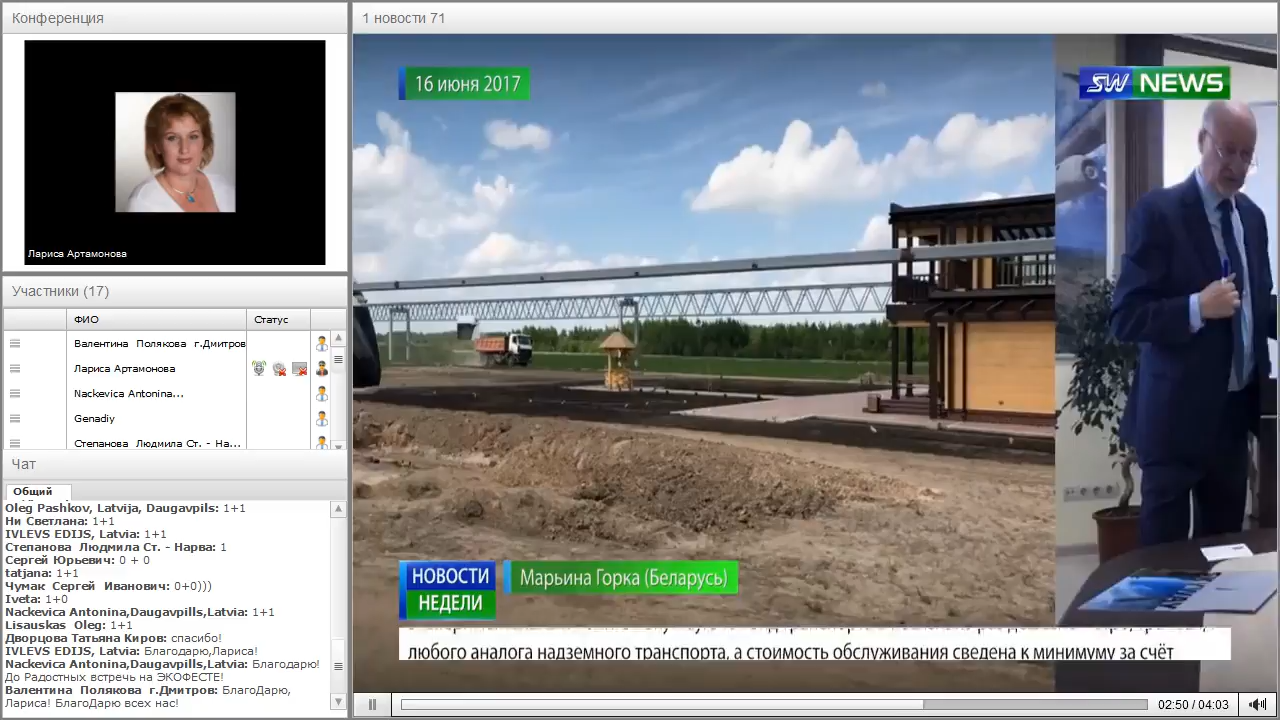 Конференция
Лариса Артамонова
Участники (17)
ФИО
Статус
Валентина Полякова г.Дмитров
Лариса Артамонова
Nackevica Antonina...
Genadiy
Степанова Людмила Ст. - На...
Чат
Общий
Oleg Pashkov, Latvija, Daugavpils: 1+1
Ни Светлана: 1+1
IVLEVS EDIJS, Latvia: 1+1
Степанова Людмила Ст. - Нарва: 1
Сергей Юрьевич: 0 + 0
tatjana: 1+1
Чумак Сергей Иванович: 0+0)))
Iveta: 1+0
Nackevica Antonina,Daugavpills,Latvia: 1+1
Lisauskas Oleg: 1+1
Дворцова Татьяна Киров: спасибо!
IVLEVS EDIJS, Latvia: Благодарю,Лариса!
Nackevica Antonina,Daugavpills,Latvia: Благодарю!
До Радостных встречь на ЭКОФЕСТЕ!
Валентина Полякова г.Дмитров: БлагоДарю,
Лариса! БлягоДарю всех нас!
1 новости 71
16 июня 2017
SW NEWS
НОВОСТИ
НЕДЕЛИ
Марьина Горка (Беларусь)
любого аналога надземного транспорта, а стоимость обслуживания сведена к минимуму за счёт
02:50 / 04:03